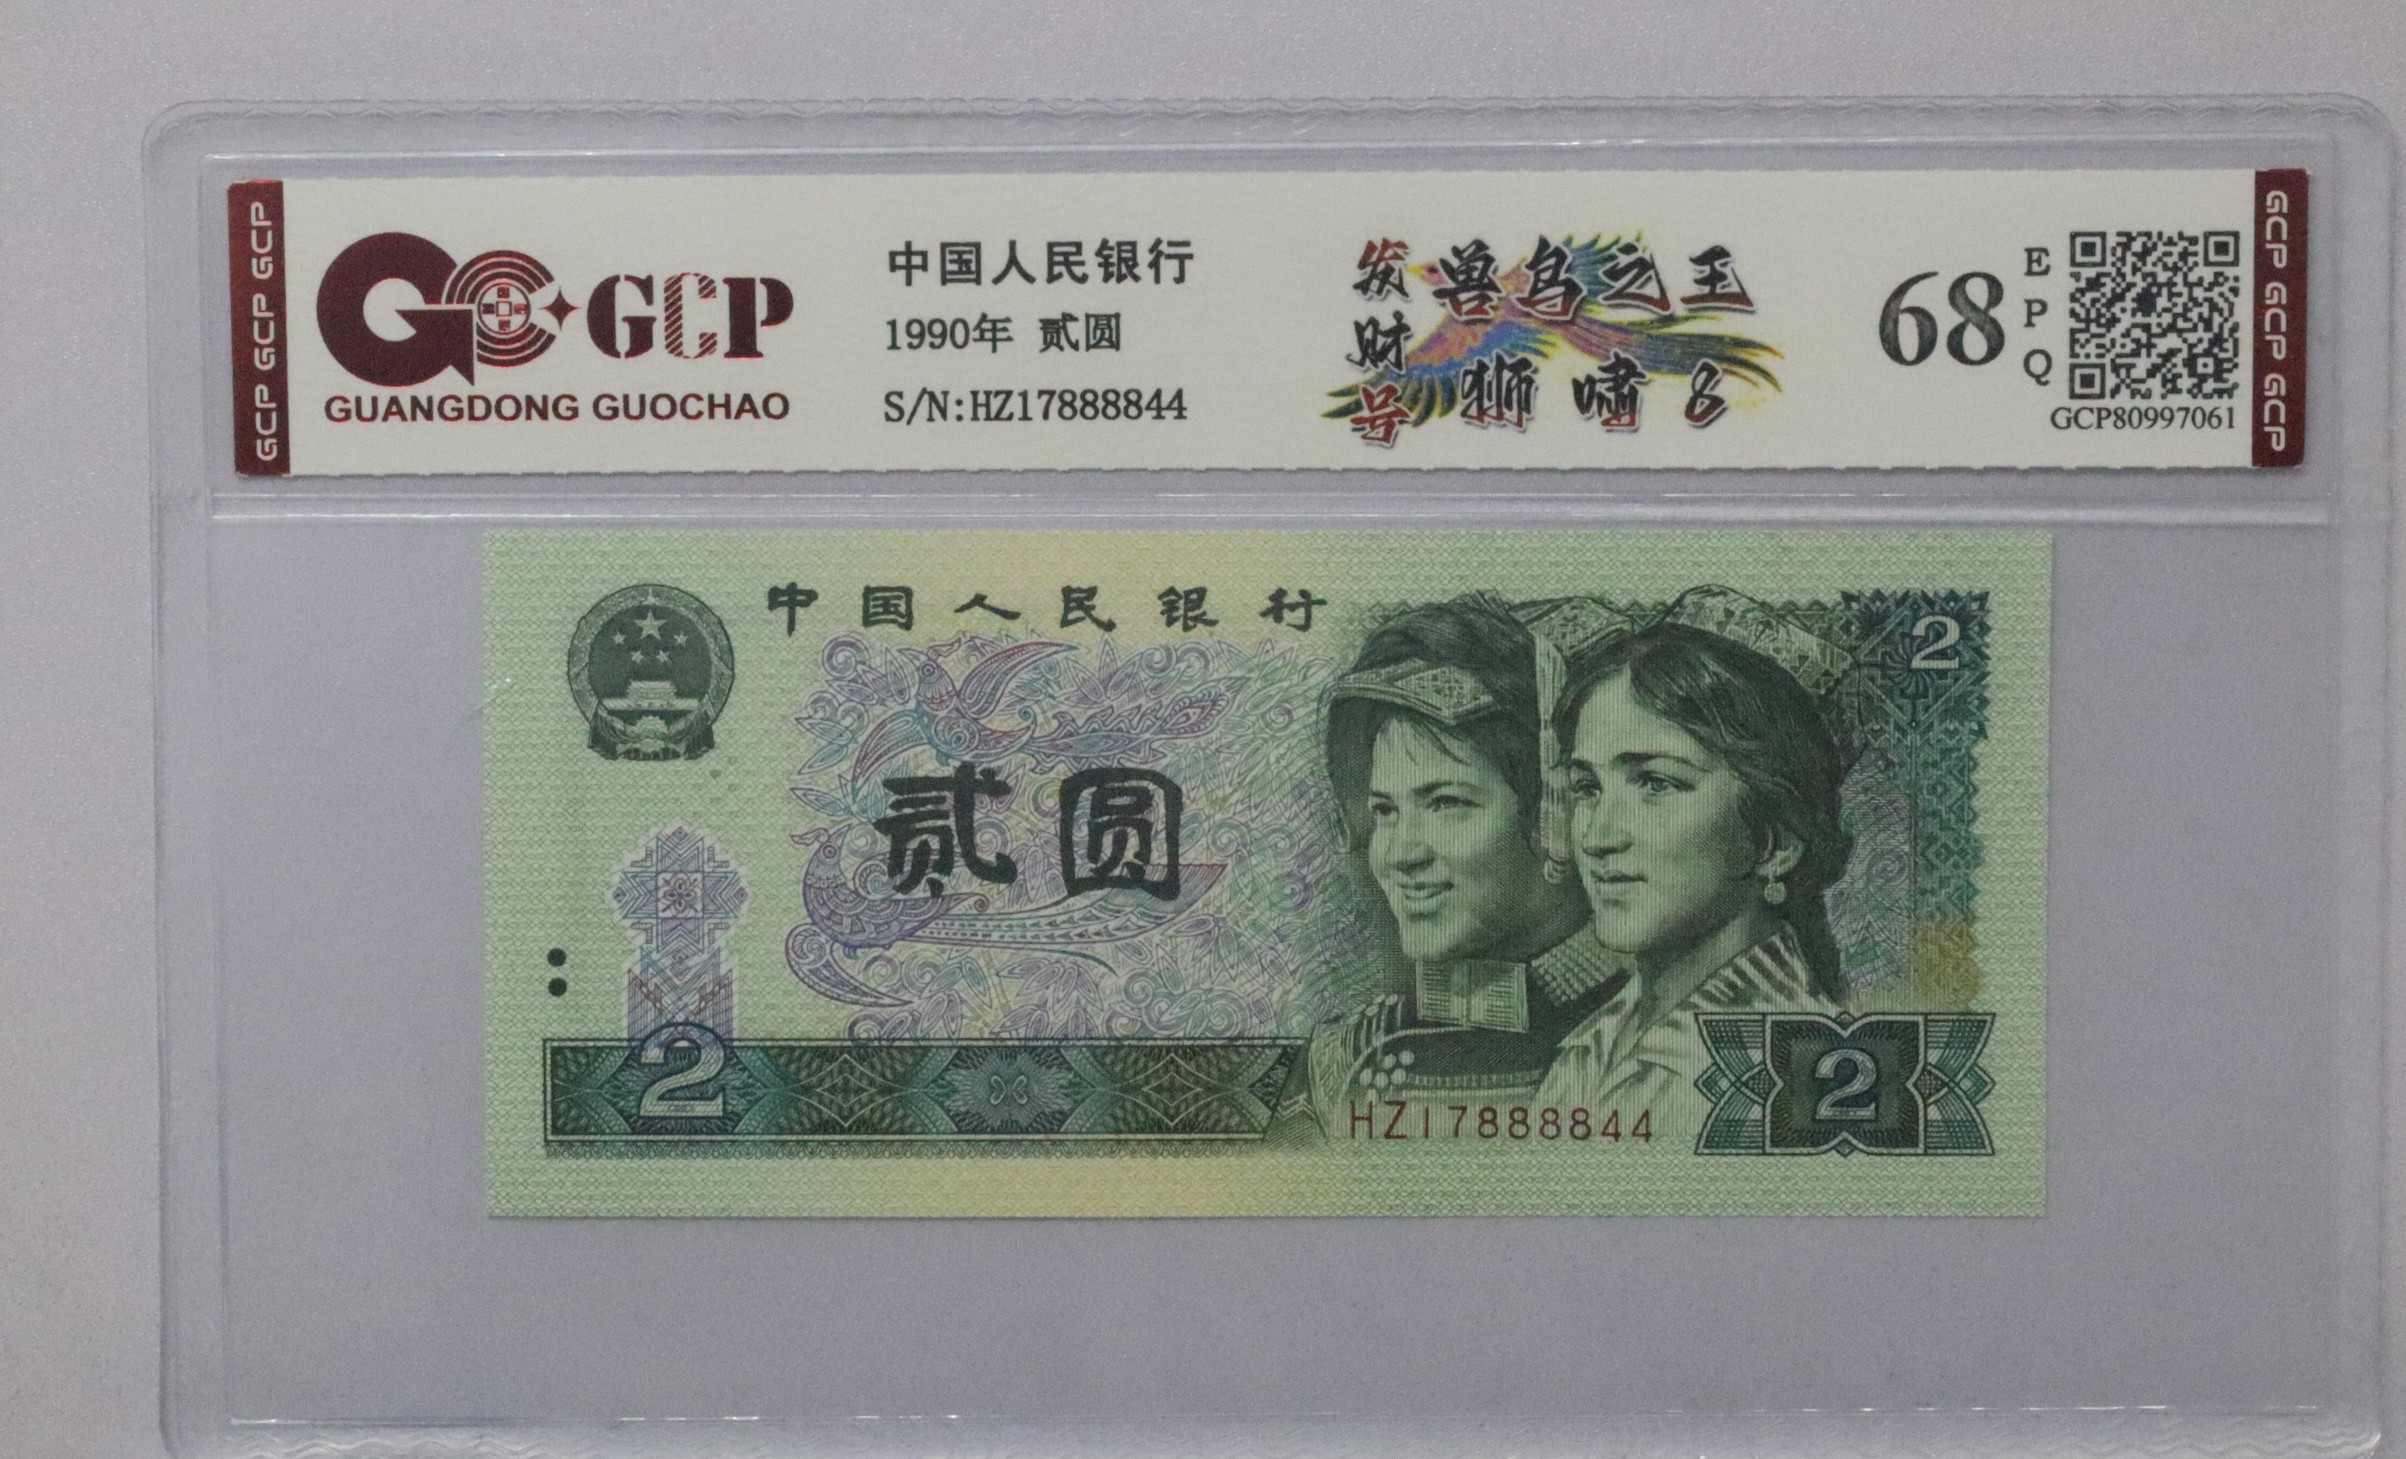 GCP GCP GCP
GCP
GUANGDONG GUOCHAO
中国人民银行
1990年 贰圆
S/N:HZ17888844
发财号
兽鸟之王
狮啸8
68
EPQ
GCP80997061
GCP GCP GCP
中国人民银行
2
贰圆
2
HZ17888844
2